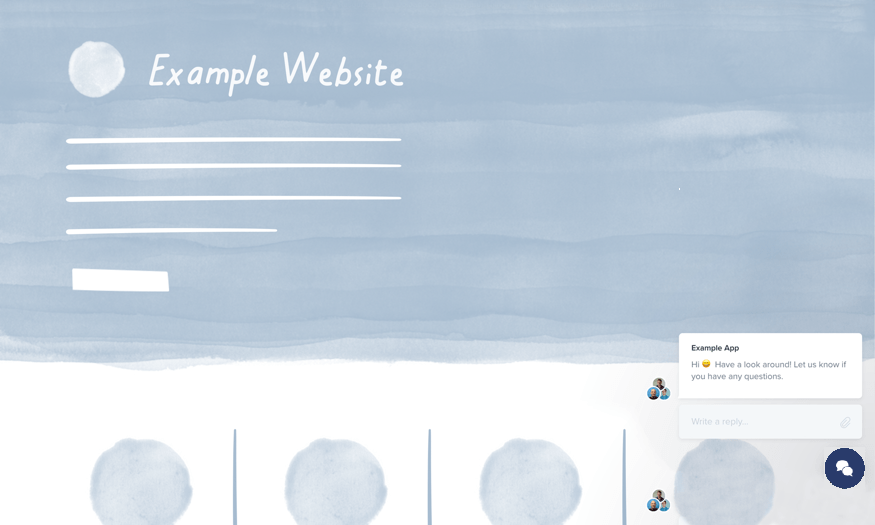 Example Website
Example App
Hi 😄 Have a look around! Let us know if
you have any questions.
Write a reply...